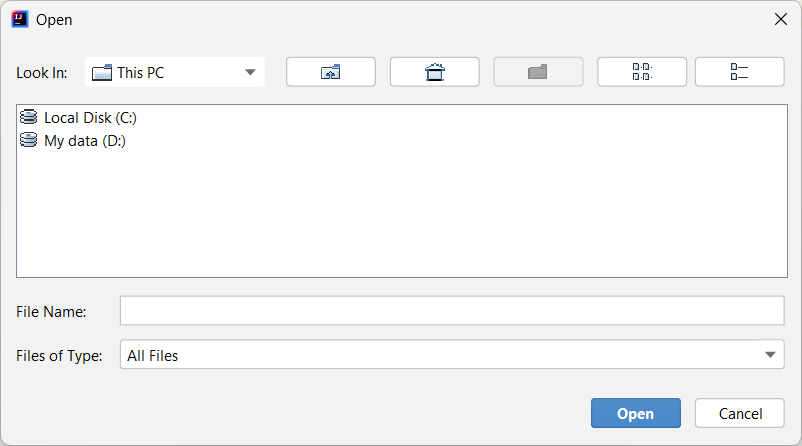 Open
Look In: This PC
Local Disk (C:)
My data (D:)
File Name:
Files of Type: All Files
Open Cancel